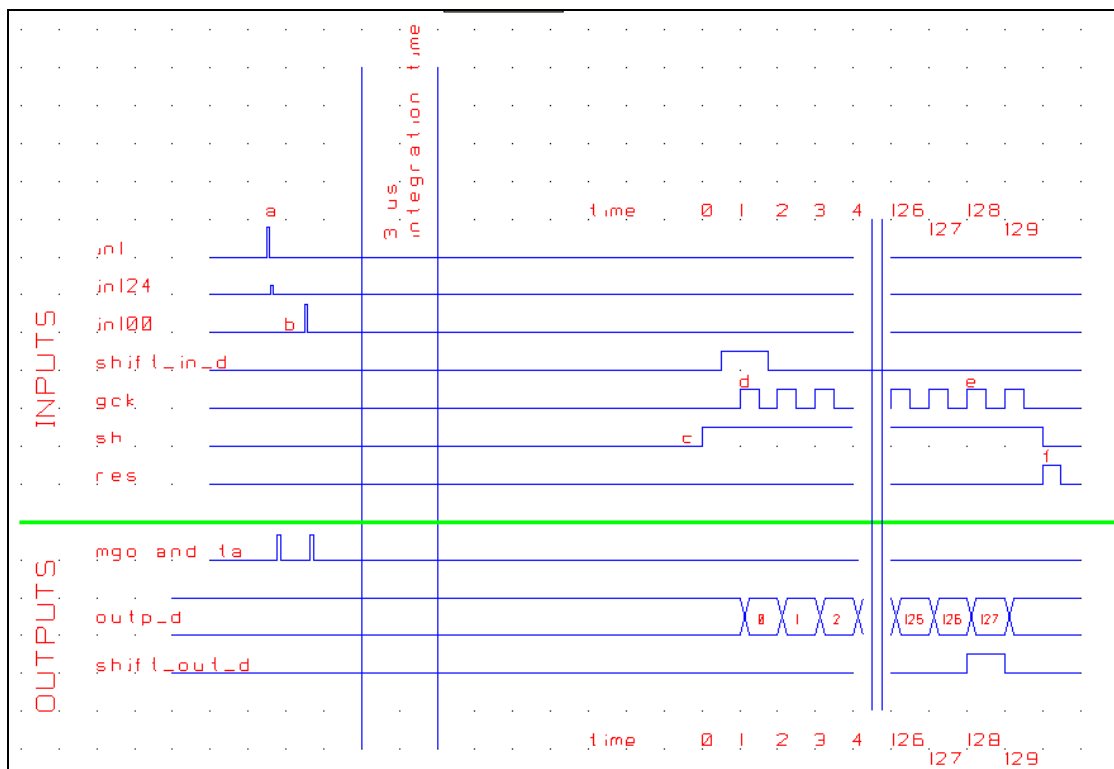 3 us
integration time
a
time 0 1 2 3 4 126 128
127 129
in1
in124
in100
b
shift_in_d
d e
gck
sh
c
f
res
INPUTS
mgo and ta
outp_d
0 1 2 125 126 127
shift_out_d
OUTPUTS
time 0 1 2 3 4 126 128
127 129